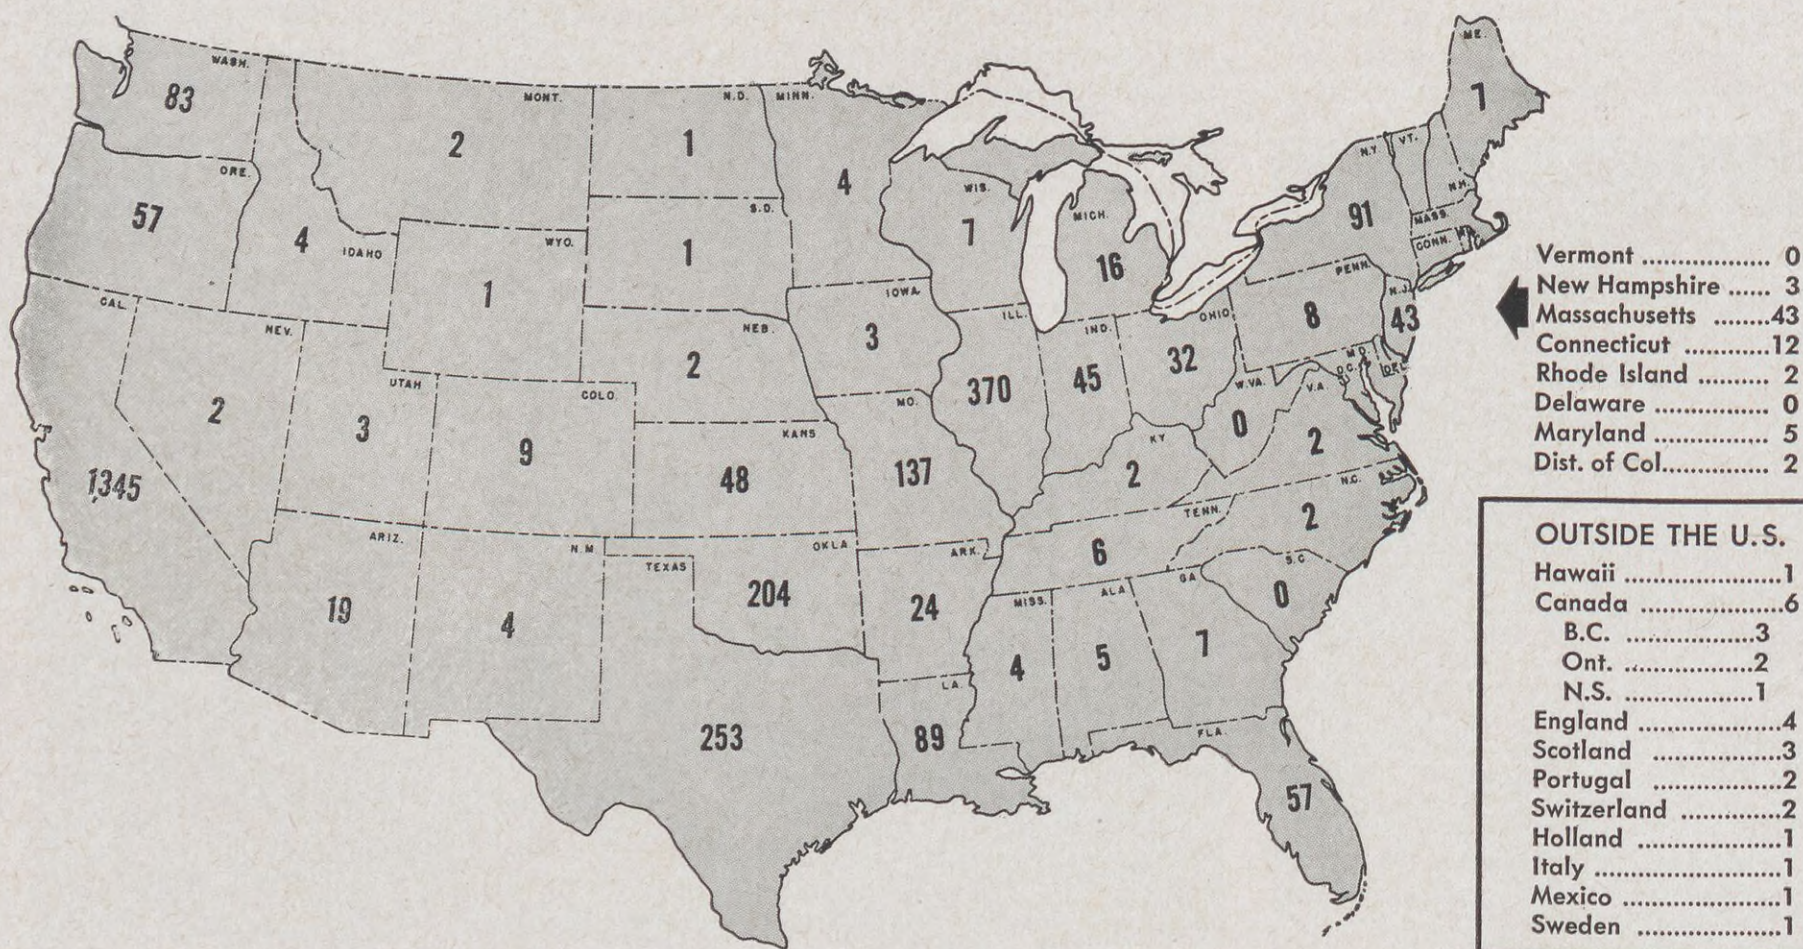 WASH.
83
MONT.
2
N.D.
1
MINN.
4
ORE.
57
4
IDAHO
WYO.
1
S.D.
1
WIS.
7
MICH.
16
N.Y.
91
VT.
N.H.
ME.
7
MASS.
CONN.
R.I.
CAL.
1345
NEV.
2
UTAH
3
COLO.
9
NEB.
2
IOWA
3
ILL.
370
IND.
45
OHIO
32
PENN.
8
N.J.
43
M.D.
D.C.
DEL.
W.VA.
0
VA.
2
KANS
48
MO.
137
KY
2
N.C.
2
TENN.
6
ARIZ.
19
N.M.
4
TEXAS
253
OKLA
204
ARK.
24
MISS.
4
ALA
5
GA.
7
S.C.
0
LA.
89
FLA.
57
Vermont .................. 0
New Hampshire ...... 3
Massachusetts ........43
Connecticut ............12
Rhode Island .......... 2
Delaware ................ 0
Maryland ................ 5
Dist. of Col............... 2
OUTSIDE THE U.S.
Hawaii ......................1
Canada ....................6
B.C. ..................3
Ont. ..................2
N.S. ..................1
England ....................4
Scotland ..................3
Portugal ..................2
Switzerland ..............2
Holland ....................1
Italy ..........................1
Mexico ......................1
Sweden ....................1